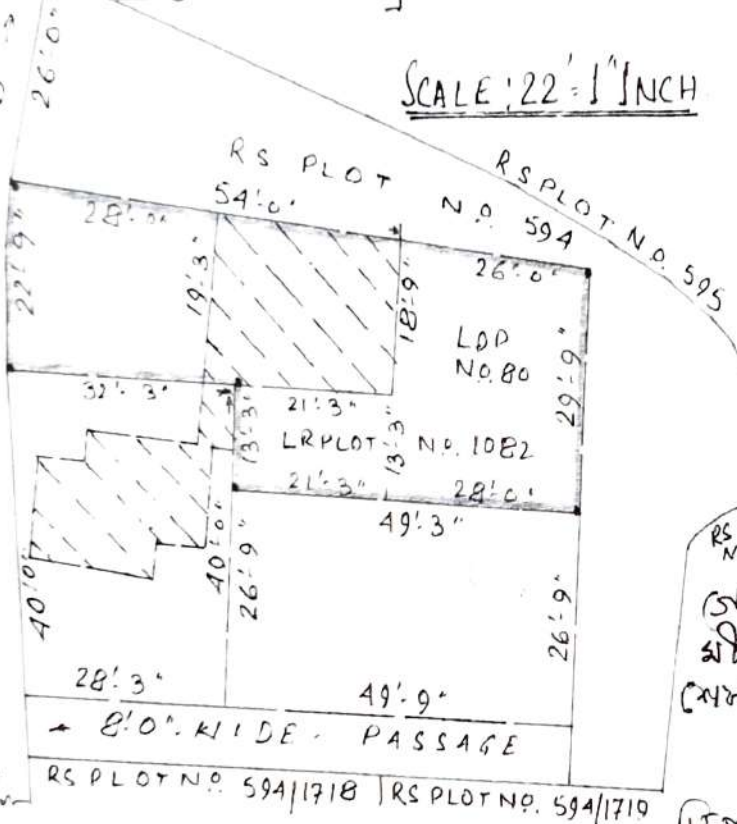 SCALE: 22' = 1" INCH
26'-0"
RS PLOT NO. 594
RS PLOT NO. 595
54'-0"
28'-0"
26'-0"
22'-9"
19'-3"
18'-9"
LOP
NO. 80
29'-9"
32'-3"
21'-3"
13'-3"
13'-3"
LR PLOT NO. 1082
21'-3"
28'-0"
49'-3"
40'-0"
40'-0"
26'-9"
26'-9"
RS
28'-3"
49'-9"
8'-0" WIDE PASSAGE
RS PLOT NO. 594/1718
RS PLOT NO. 594/1719